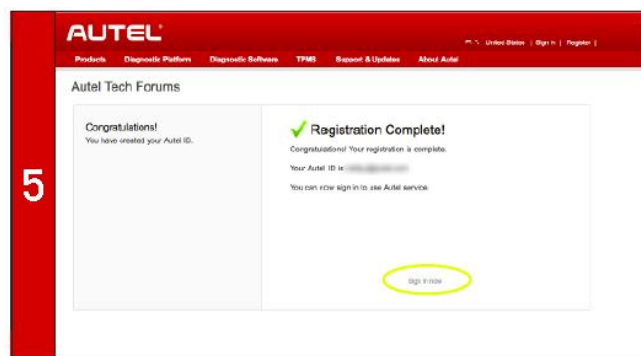 AUTEL
United States | Sign in | Register |
Products Diagnostic Platform Diagnostic Software TPMS Support & Updates About Autel
Autel Tech Forums
Congratulations!
You have created your Autel ID.
Registration Complete!
Congratulations! Your registration is complete.
Your Autel ID is
You can now sign in to use Autel service.
5
Sign in now